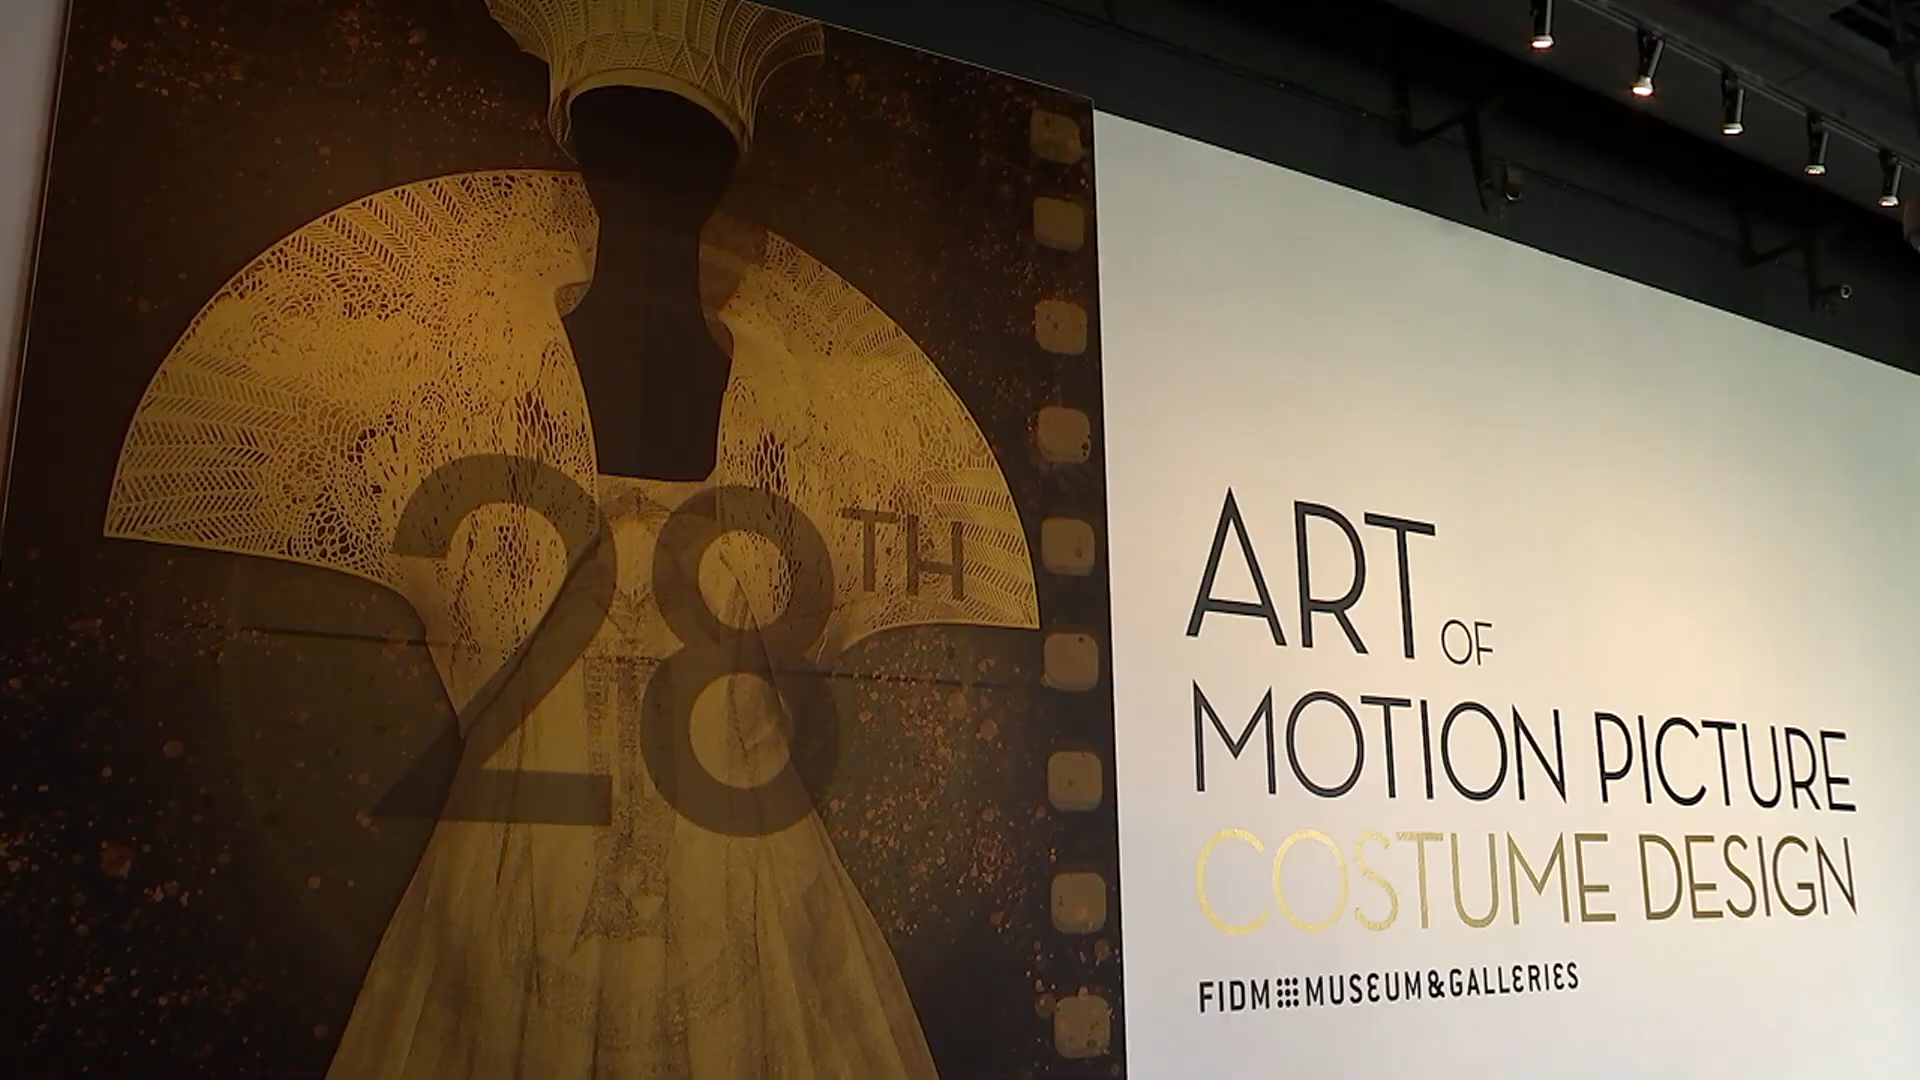 28TH
ART OF
MOTION PICTURE
COSTUME DESIGN
FIDM MUSEUM&GALLERIES